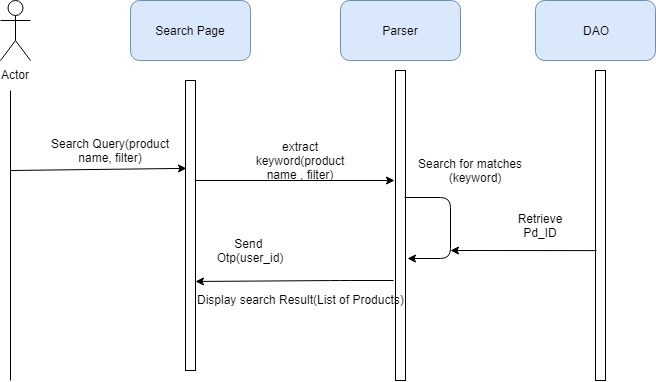 Search Page
Parser
DAO
Actor
Search Query(product
name, filter)
extract
keyword(product
name , filter)
Search for matches
(keyword)
Retrieve
Pd_ID
Send
Otp(user_id)
Display search Result(List of Products)